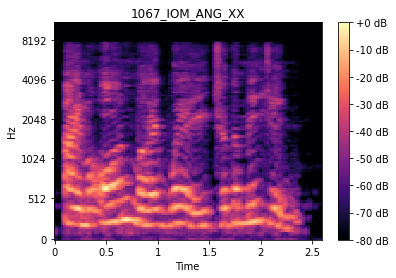 1067_IOM_ANG_XX
+0 dB
8192
-10 dB
4096
-20 dB
-30 dB
2048
Hz
-40 dB
1024
-50 dB
512
-60 dB
-70 dB
0
-80 dB
0 0.5 1 1.5 2 2.5
Time